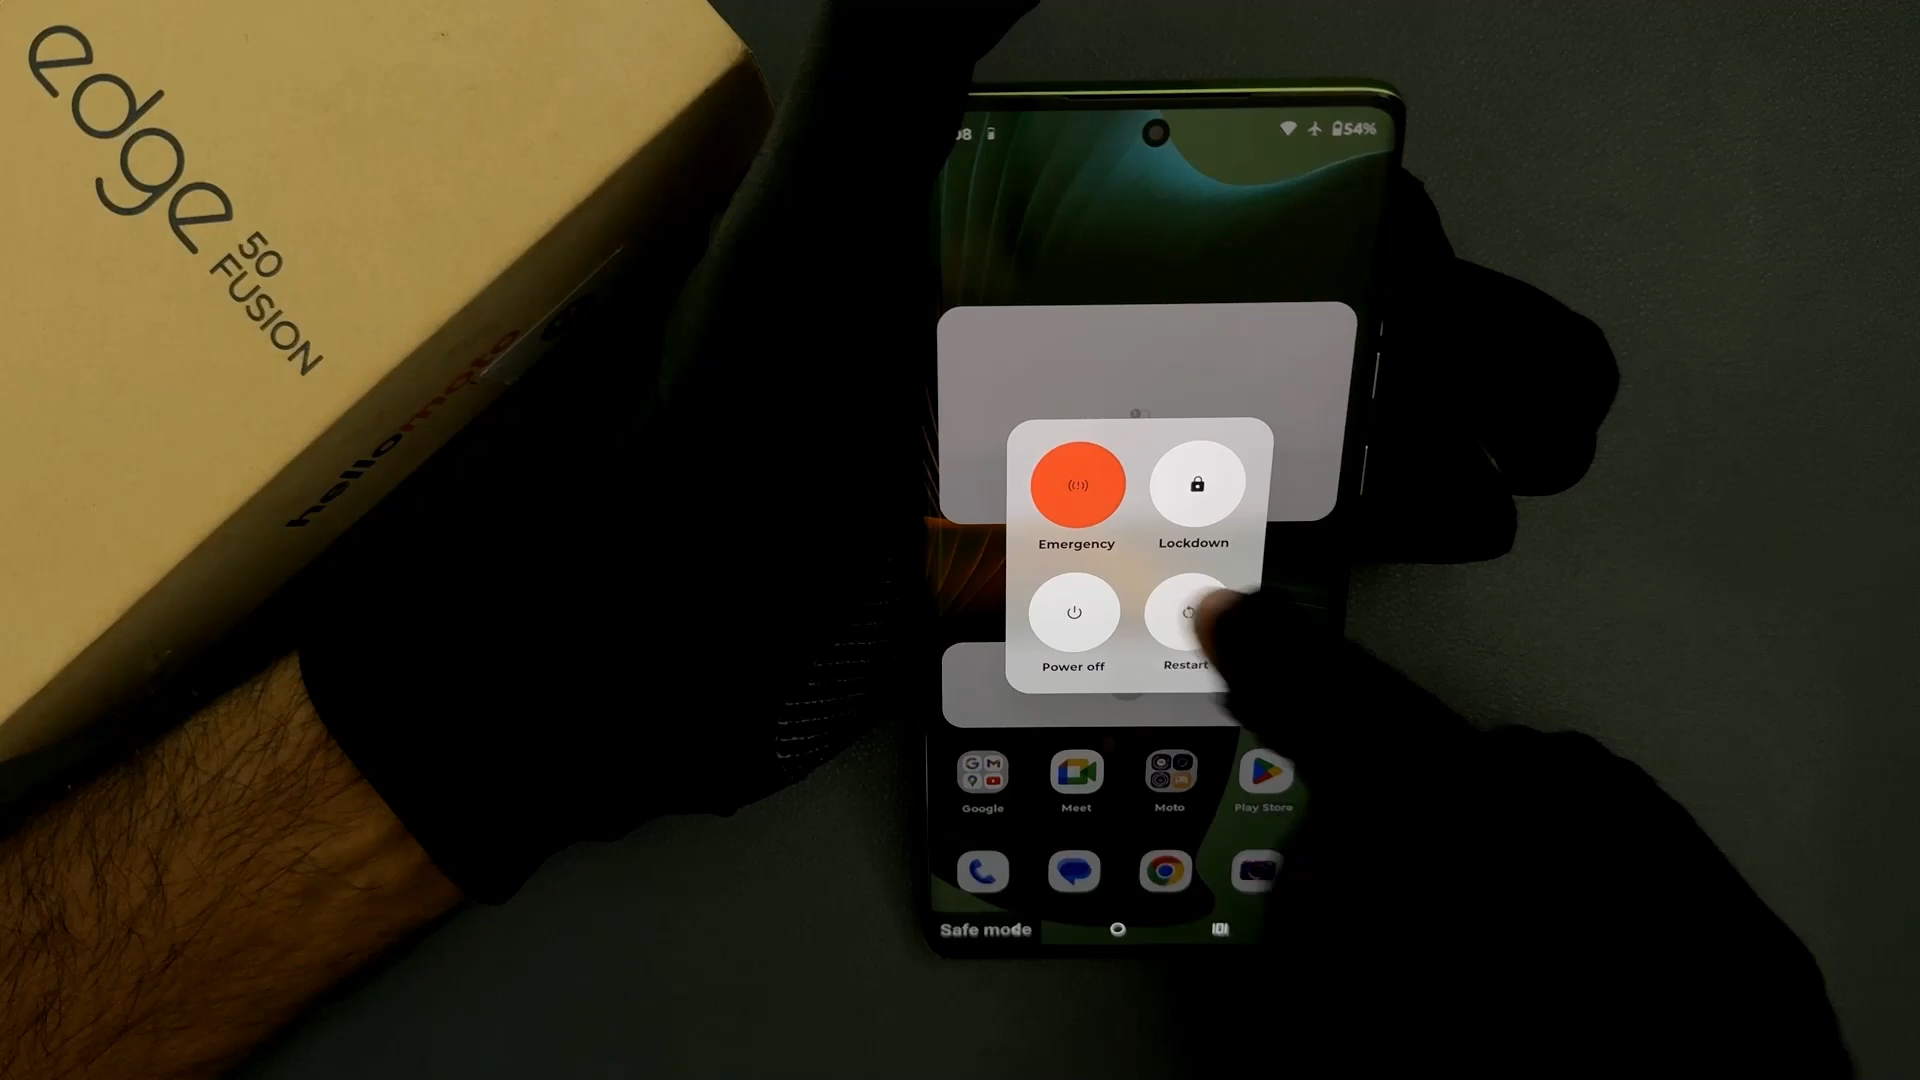 edge
50
FUSION
hellomoto
54%
Emergency
Lockdown
Power off
Restart
Google
Meet
Moto
Play Store
Safe mode